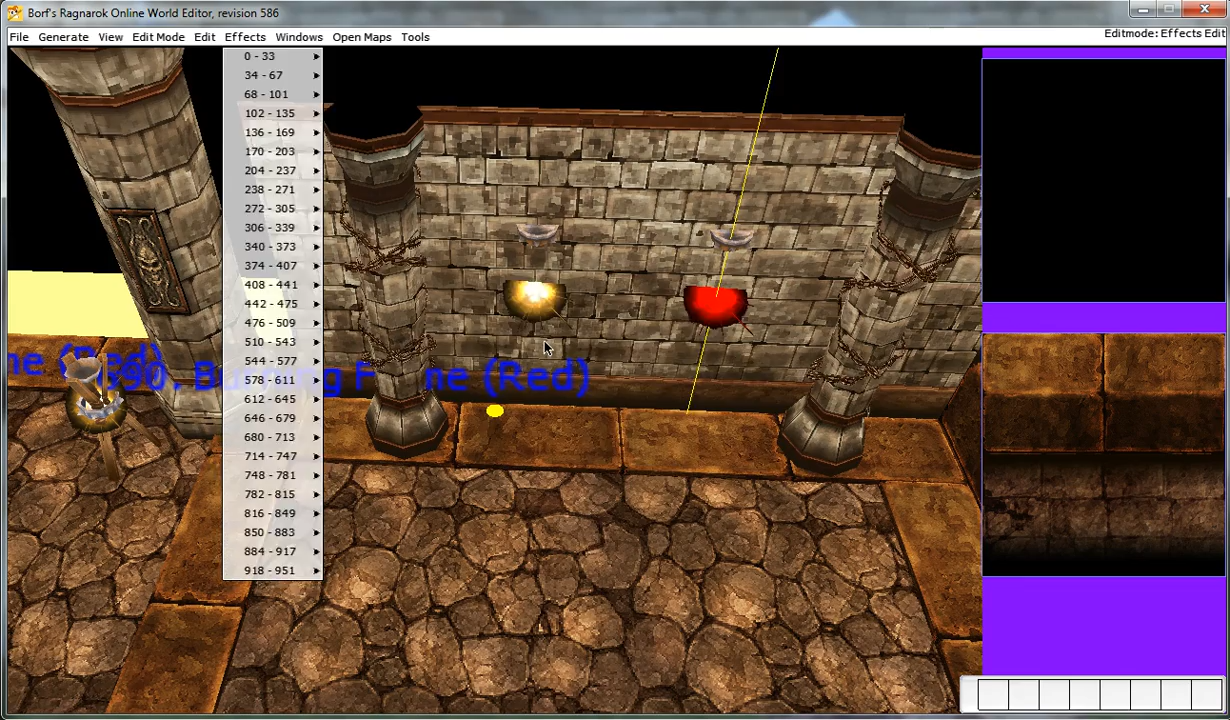 Borf's Ragnarok Online World Editor, revision 586
File Generate View Edit Mode Edit Effects Windows Open Maps Tools
Editmode: Effects Edit
0 - 33
34 - 67
68 - 101
102 - 135
136 - 169
170 - 203
204 - 237
238 - 271
272 - 305
306 - 339
340 - 373
374 - 407
408 - 441
442 - 475
476 - 509
510 - 543
544 - 577
578 - 611
612 - 645
646 - 679
680 - 713
714 - 747
748 - 781
782 - 815
816 - 849
850 - 883
884 - 917
918 - 951
(Red)